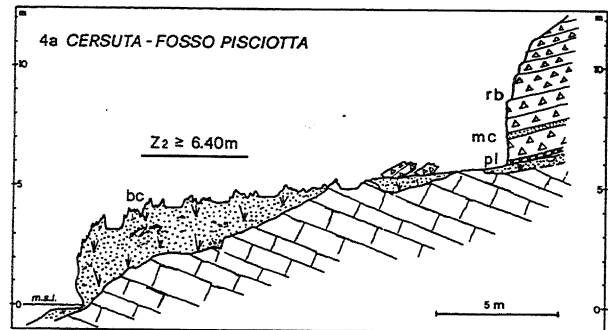 m
m
4a CERSUTA - FOSSO PISCIOTTA
10
10
rb
mc
Z2 ≥ 6.40m
pl
5
5
bc
m.s.l.
0
0
5 m